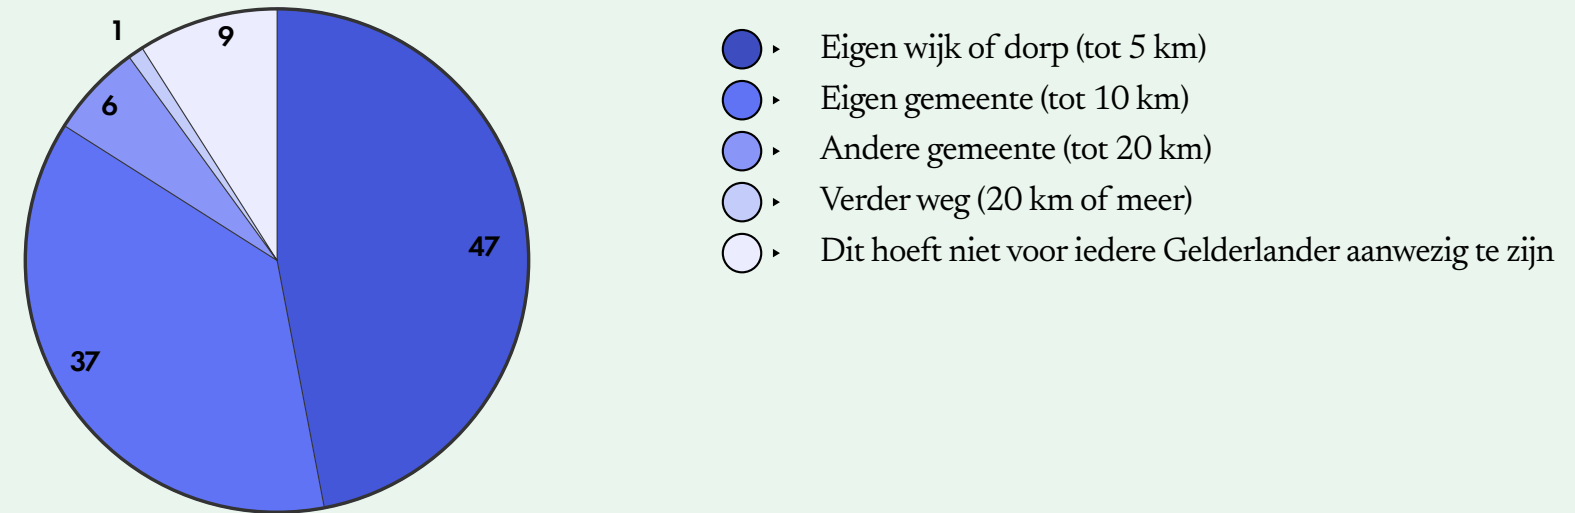 1
9
6
47
37
Eigen wijk of dorp (tot 5 km)
Eigen gemeente (tot 10 km)
Andere gemeente (tot 20 km)
Verder weg (20 km of meer)
Dit hoeft niet voor iedere Gelderlander aanwezig te zijn